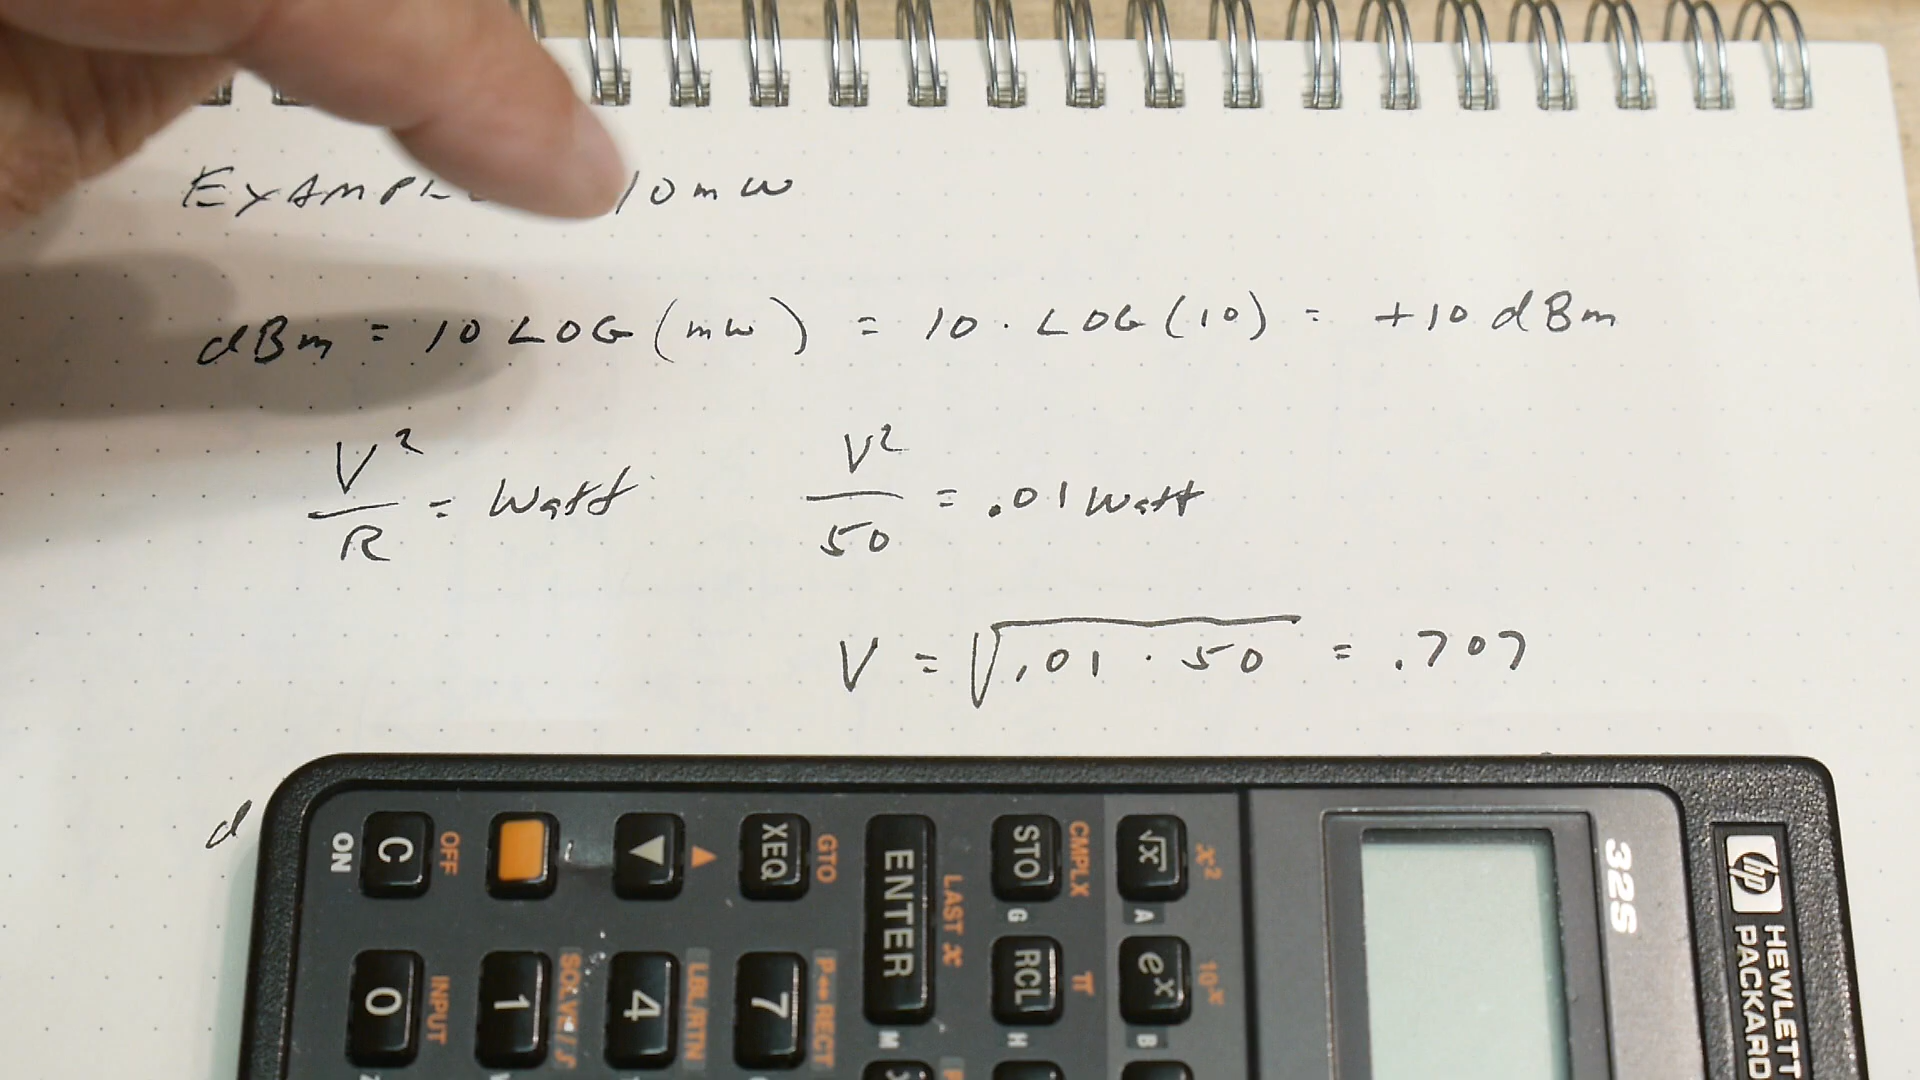 EXAMPL 10mW
dBm = 10 LOG (mW) = 10 · LOG(10) = +10 dBm
V² / R = Watt V² / 50 = .01 Watt
V = √.01 · 50 = .707
d
ON C OFF
▼
XEQ GTO
ENTER LAST x
STO CMPLX G
√x x² A
0 INPUT
1 SOLVE/∫
4 LBL/RTN
7 P↔RECT
M
RCL π H
eˣ 10ˣ B
32S
hp HEWLETT
PACKARD